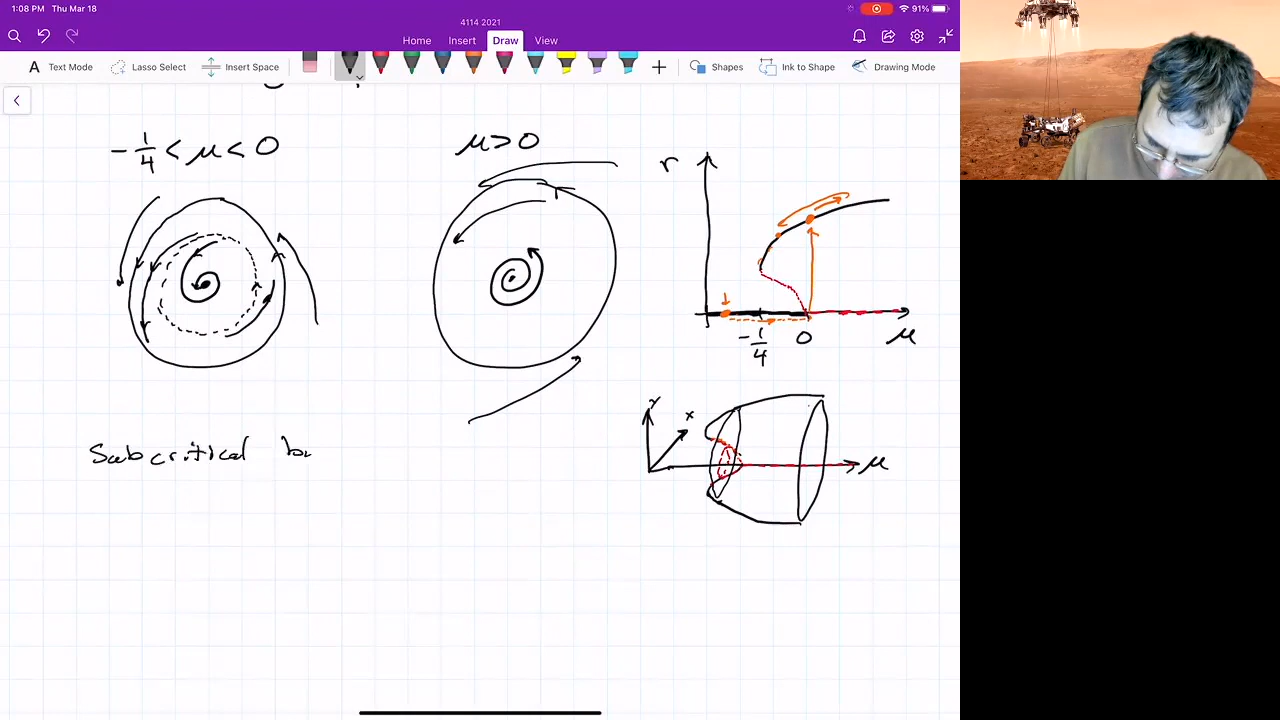 1:08 PM Thu Mar 18
91%
4114 2021
Home Insert Draw View
A Text Mode Lasso Select Insert Space Shapes Ink to Shape Drawing Mode
-1/4 < μ < 0
μ > 0
r
-1/4 0 μ
Y
x
μ
Subcritical